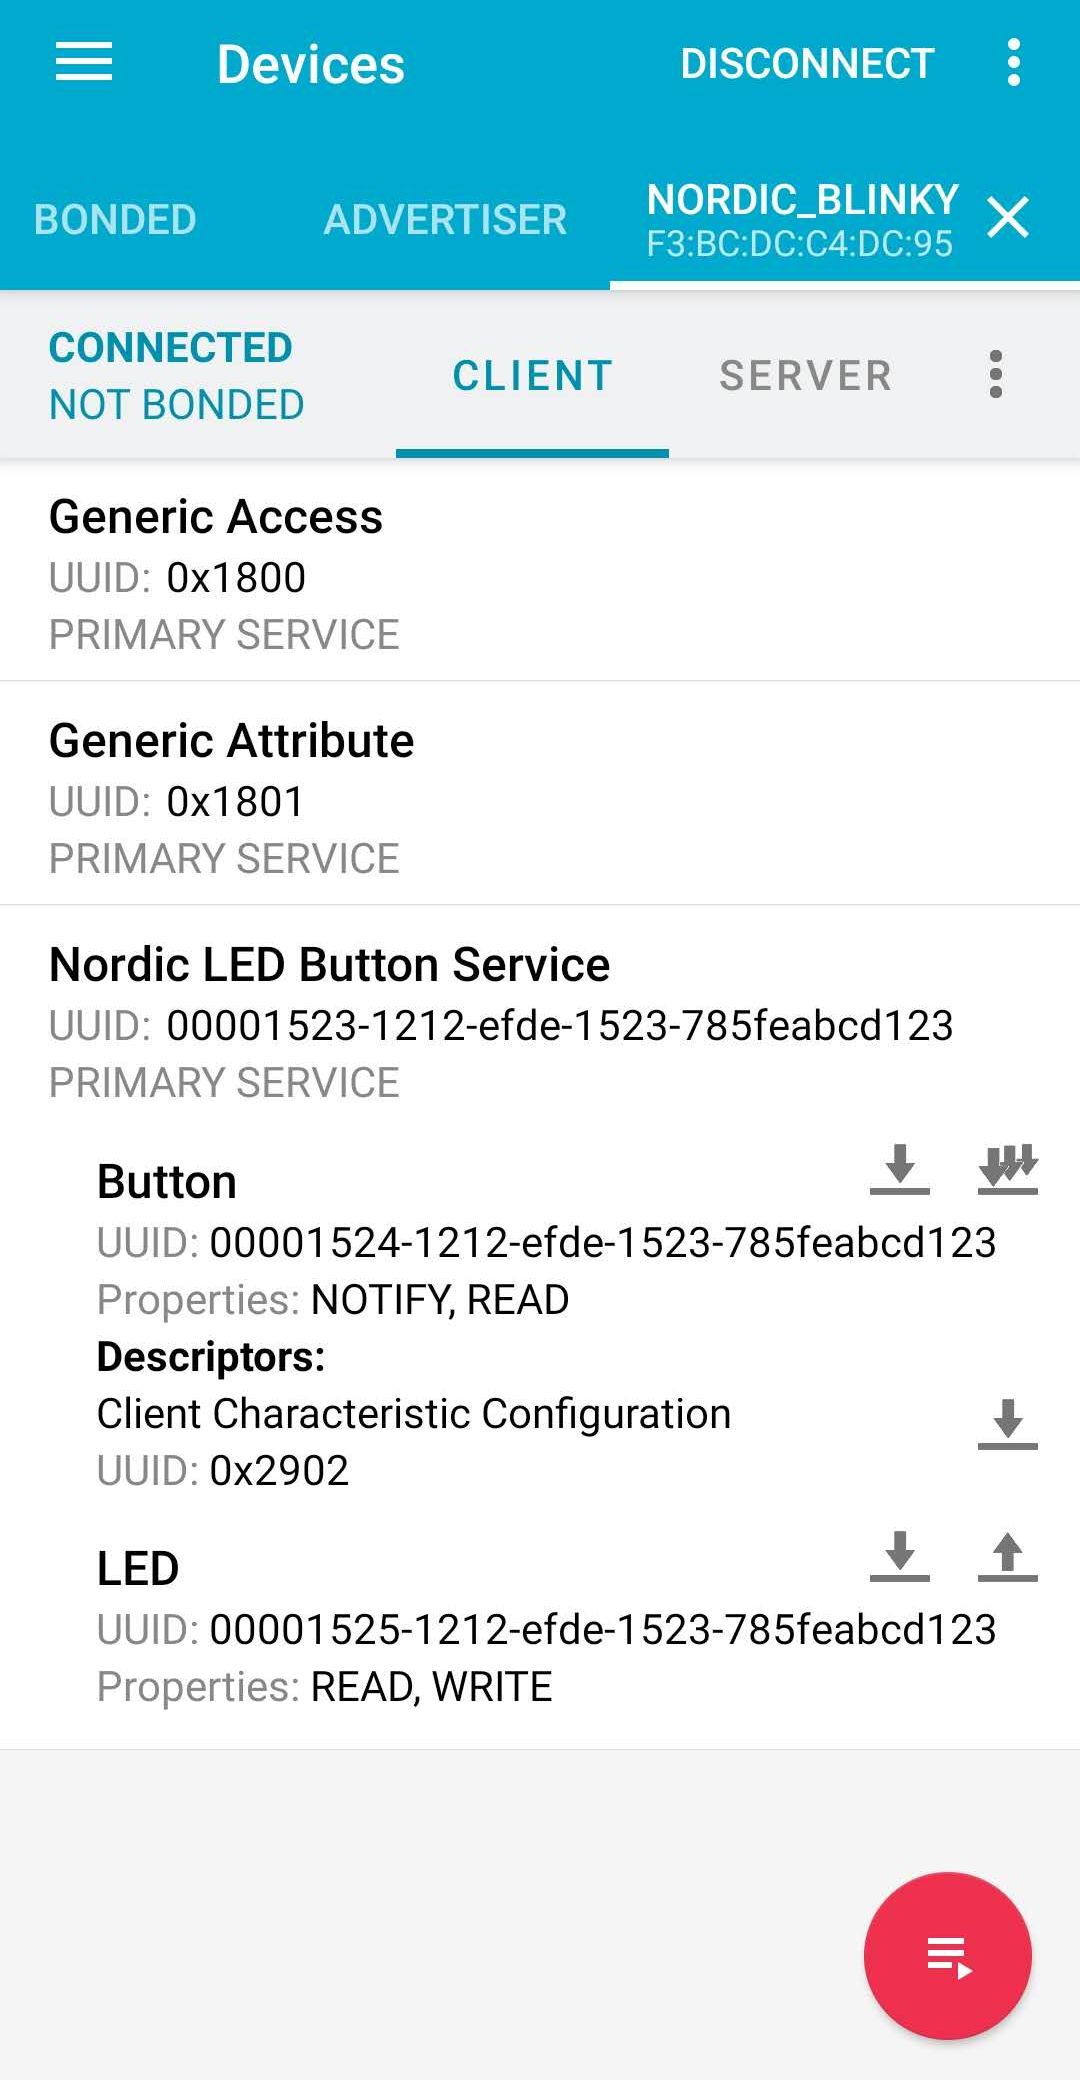 Devices
DISCONNECT
BONDED
ADVERTISER
NORDIC_BLINKY
F3:BC:DC:C4:DC:95
CONNECTED
NOT BONDED
CLIENT
SERVER
Generic Access
UUID: 0x1800
PRIMARY SERVICE
Generic Attribute
UUID: 0x1801
PRIMARY SERVICE
Nordic LED Button Service
UUID: 00001523-1212-efde-1523-785feabcd123
PRIMARY SERVICE
Button
UUID: 00001524-1212-efde-1523-785feabcd123
Properties: NOTIFY, READ
Descriptors:
Client Characteristic Configuration
UUID: 0x2902
LED
UUID: 00001525-1212-efde-1523-785feabcd123
Properties: READ, WRITE